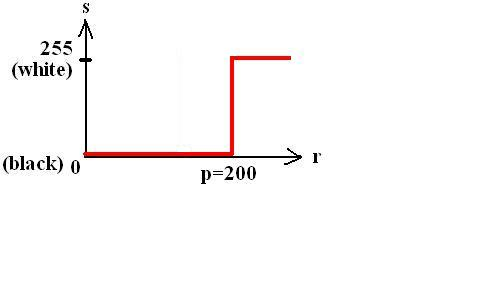 s
255
(white)
(black) 0
r
p=200